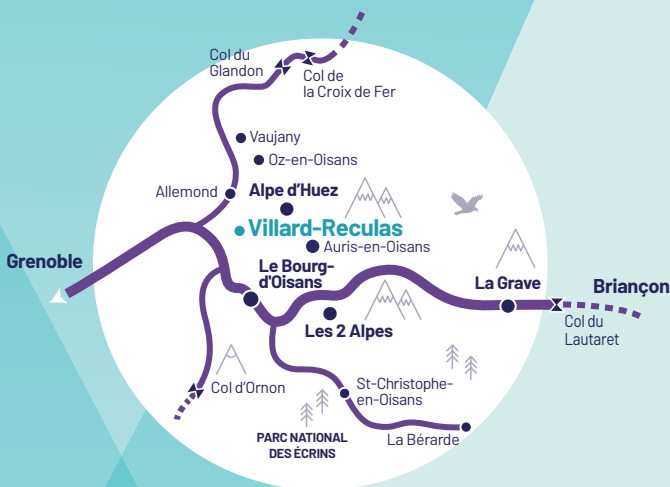 Col du
Glandon
Col de
la Croix de Fer
Vaujany
Oz-en-Oisans
Allemond
Alpe d'Huez
Villard-Reculas
Auris-en-Oisans
Grenoble
Le Bourg-
d'Oisans
La Grave
Briançon
Col du
Lautaret
Les 2 Alpes
Col d'Ornon
St-Christophe-
en-Oisans
PARC NATIONAL
DES ÉCRINS
La Bérarde